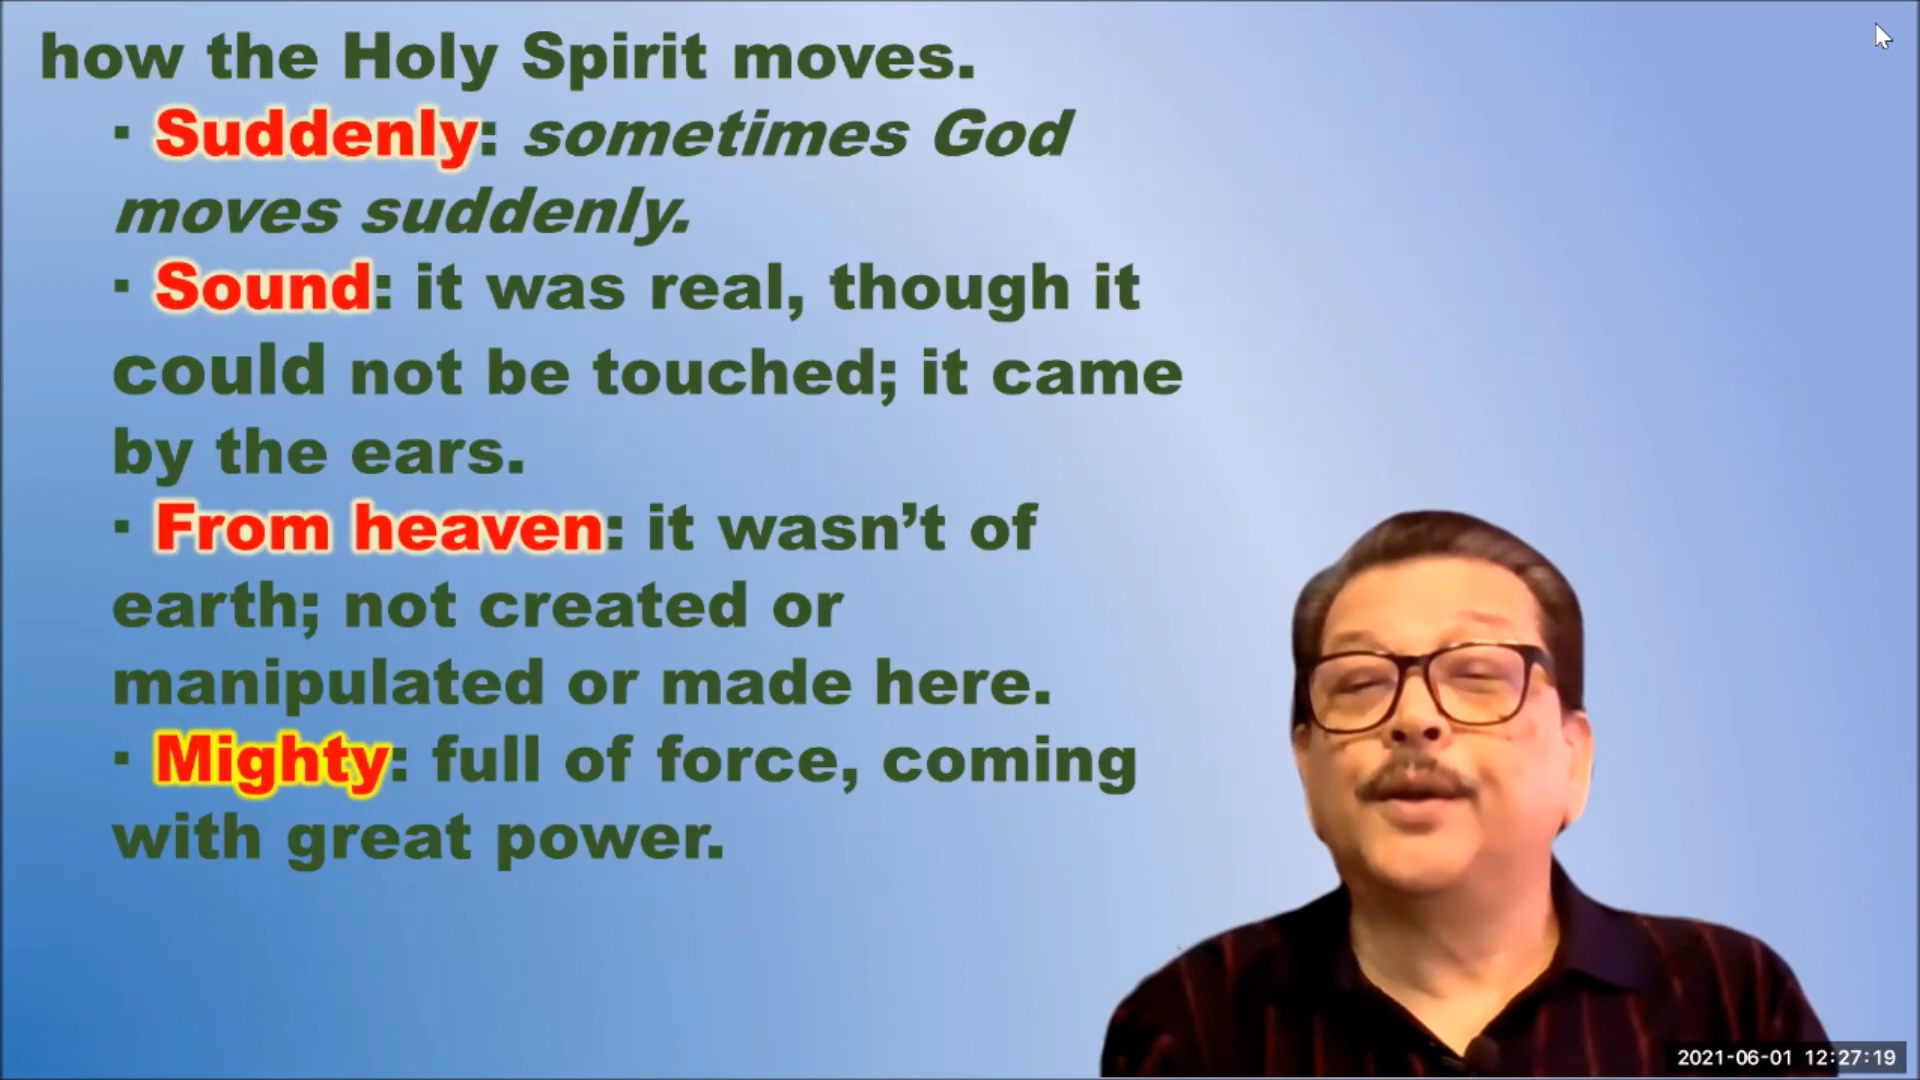 how the Holy Spirit moves.
· Suddenly: sometimes God
moves suddenly.
· Sound: it was real, though it
could not be touched; it came
by the ears.
· From heaven: it wasn’t of
earth; not created or
manipulated or made here.
· Mighty: full of force, coming
with great power.
2021-06-01 12:27:19